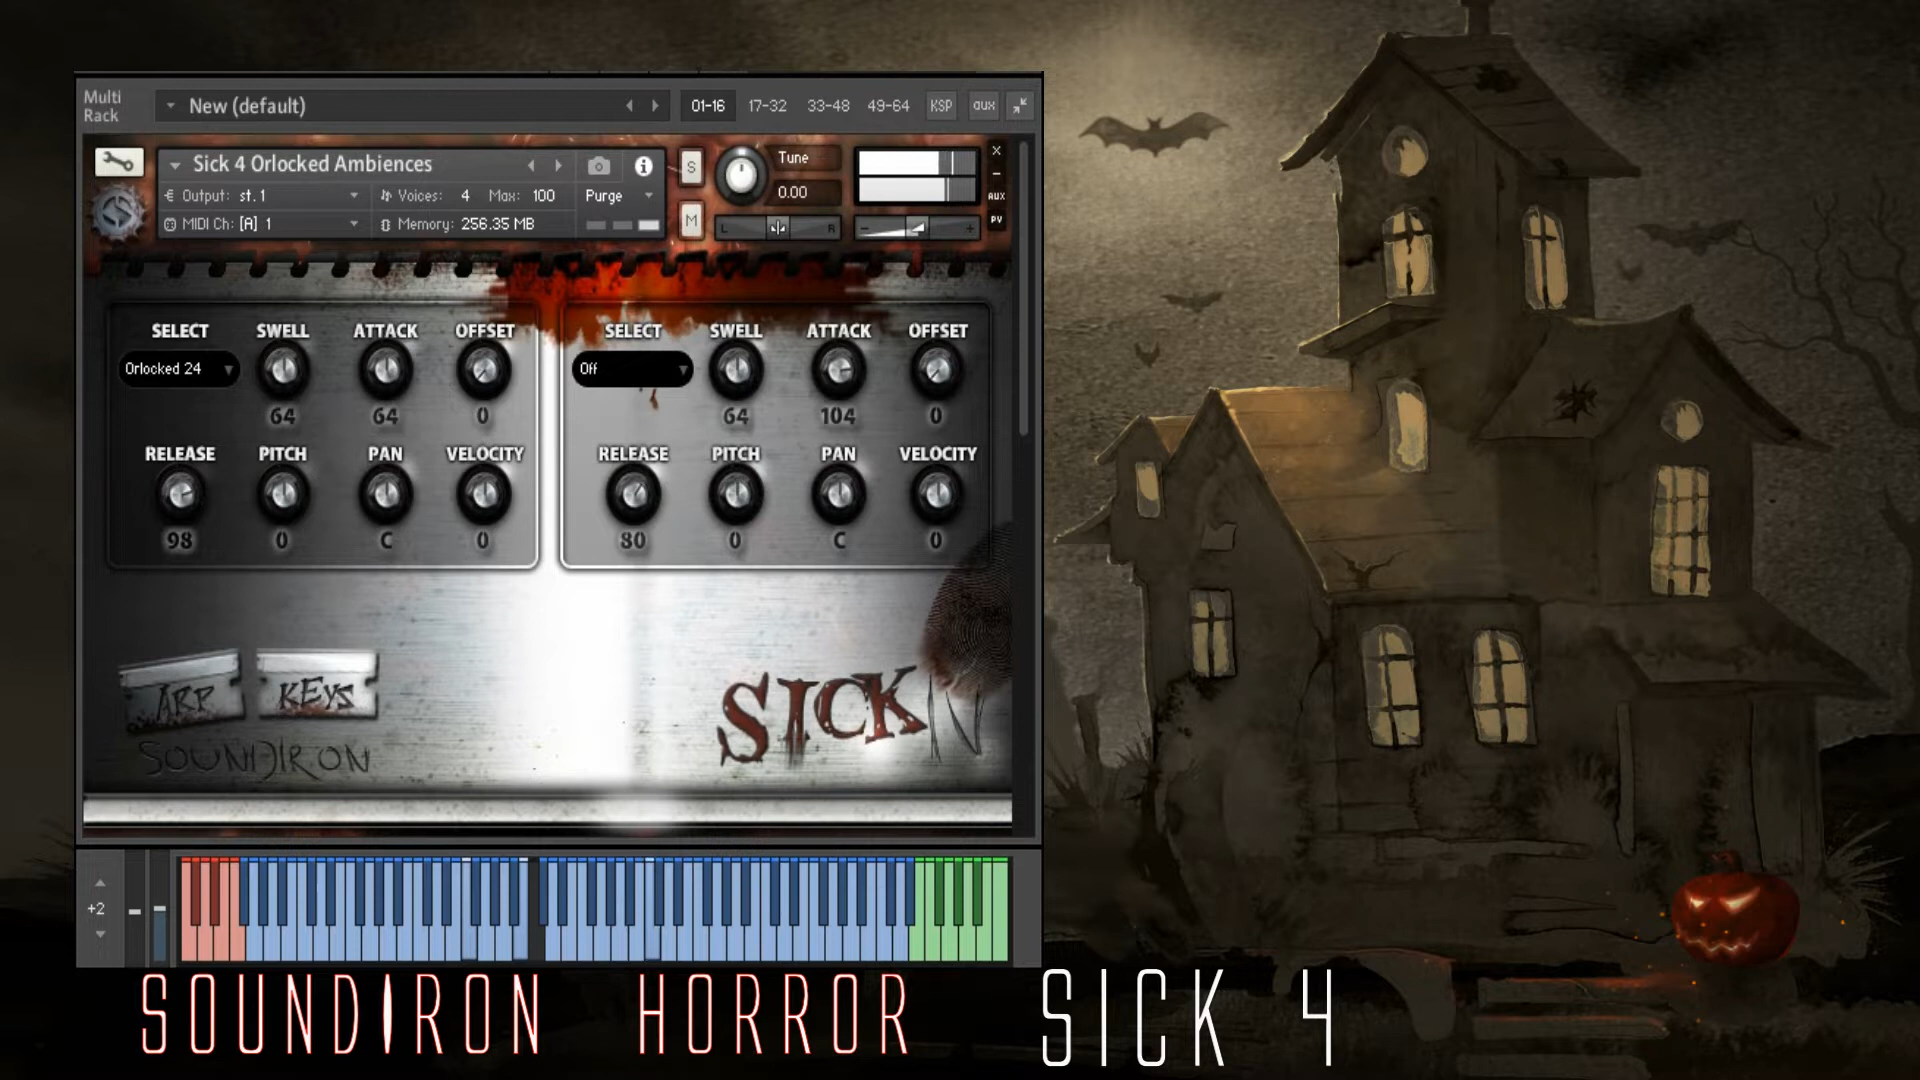 Multi Rack
New (default)
01-16 17-32 33-48 49-64 KSP aux
Sick 4 Orlocked Ambiences
Output: st.1 Voices: 4 Max: 100 Purge
MIDI Ch: [A] 1 Memory: 256.35 MB
S
M
Tune
0.00
L R
- +
X
AUX
PV
SELECT SWELL ATTACK OFFSET
Orlocked 24
64 64 0
RELEASE PITCH PAN VELOCITY
98 0 C 0
SELECT SWELL ATTACK OFFSET
Off
64 104 0
RELEASE PITCH PAN VELOCITY
80 0 C 0
ARP KEYS
SOUNDIRON
SICK IV
+2
SOUNDIRON HORROR SICK 4